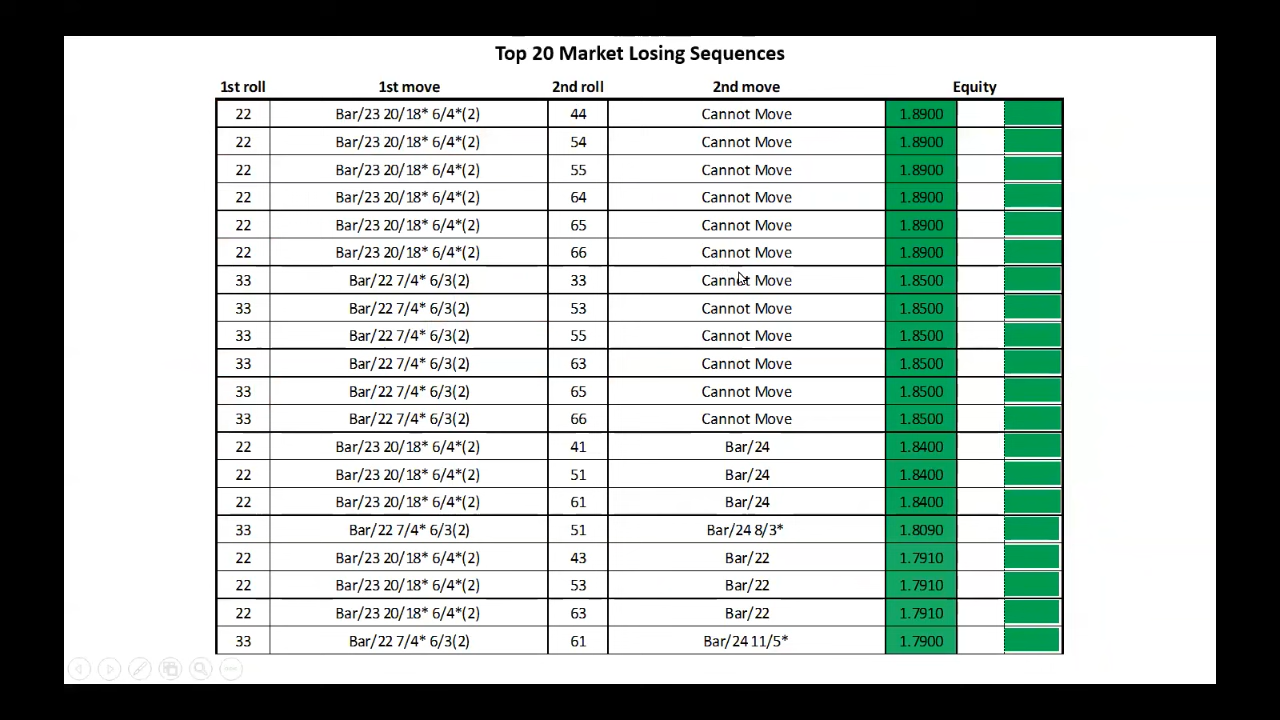 Top 20 Market Losing Sequences
1st roll 1st move 2nd roll 2nd move Equity
22 Bar/23 20/18* 6/4*(2) 44 Cannot Move 1.8900
22 Bar/23 20/18* 6/4*(2) 54 Cannot Move 1.8900
22 Bar/23 20/18* 6/4*(2) 55 Cannot Move 1.8900
22 Bar/23 20/18* 6/4*(2) 64 Cannot Move 1.8900
22 Bar/23 20/18* 6/4*(2) 65 Cannot Move 1.8900
22 Bar/23 20/18* 6/4*(2) 66 Cannot Move 1.8900
33 Bar/22 7/4* 6/3(2) 33 Cannot Move 1.8500
33 Bar/22 7/4* 6/3(2) 53 Cannot Move 1.8500
33 Bar/22 7/4* 6/3(2) 55 Cannot Move 1.8500
33 Bar/22 7/4* 6/3(2) 63 Cannot Move 1.8500
33 Bar/22 7/4* 6/3(2) 65 Cannot Move 1.8500
33 Bar/22 7/4* 6/3(2) 66 Cannot Move 1.8500
22 Bar/23 20/18* 6/4*(2) 41 Bar/24 1.8400
22 Bar/23 20/18* 6/4*(2) 51 Bar/24 1.8400
22 Bar/23 20/18* 6/4*(2) 61 Bar/24 1.8400
33 Bar/22 7/4* 6/3(2) 51 Bar/24 8/3* 1.8090
22 Bar/23 20/18* 6/4*(2) 43 Bar/22 1.7910
22 Bar/23 20/18* 6/4*(2) 53 Bar/22 1.7910
22 Bar/23 20/18* 6/4*(2) 63 Bar/22 1.7910
33 Bar/22 7/4* 6/3(2) 61 Bar/24 11/5* 1.7900